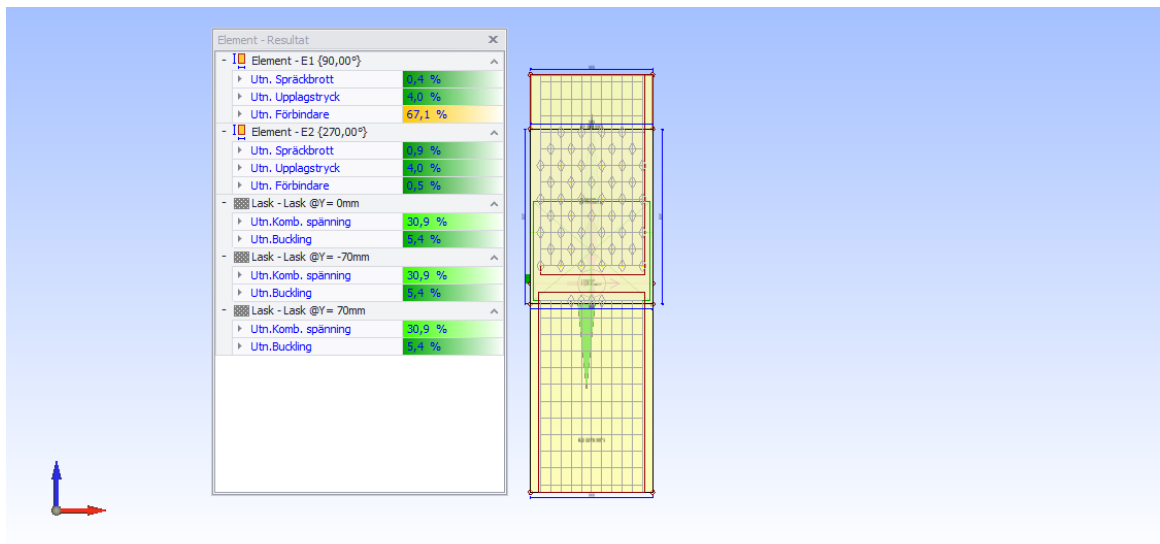 Element - Resultat
Element - E1 {90,00°}
Utn. Spräckbrott 0,4 %
Utn. Upplagstryck 4,0 %
Utn. Förbindare 67,1 %
Element - E2 {270,00°}
Utn. Spräckbrott 0,9 %
Utn. Upplagstryck 4,0 %
Utn. Förbindare 0,5 %
Lask - Lask @Y= 0mm
Utn.Komb. spänning 30,9 %
Utn.Buckling 5,4 %
Lask - Lask @Y= -70mm
Utn.Komb. spänning 30,9 %
Utn.Buckling 5,4 %
Lask - Lask @Y= 70mm
Utn.Komb. spänning 30,9 %
Utn.Buckling 5,4 %